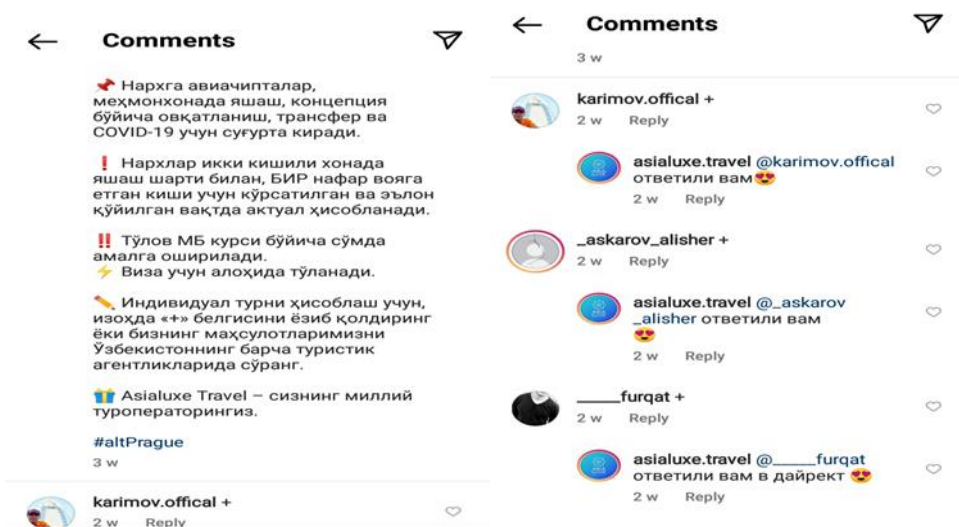 Comments
📌 Нархга авиачипталар,
меҳмонхонада яшаш, концепция
бўйича овқатланиш, трансфер ва
COVID-19 учун суғурта киради.
❗ Нархлар икки кишили хонада
яшаш шарти билан, БИР нафар вояга
етган киши учун кўрсатилган ва эълон
қўйилган вақтда актуал ҳисобланади.
‼️ Тўлов МБ курси бўйича сўмда
амалга оширилади.
⚡ Виза учун алоҳида тўланади.
✏️ Индивидуал турни ҳисоблаш учун,
изоҳда «+» белгисини ёзиб қолдиринг
ёки бизнинг маҳсулотларимизни
Ўзбекистоннинг барча туристик
агентликларида сўранг.
🎁 Asialuxe Travel – сизнинг миллий
туроператорингиз.
#altPrague
3 w
karimov.offical +
2 w Reply
Comments
3 w
karimov.offical +
2 w Reply
asialuxe.travel @karimov.offical
ответили вам😍
2 w Reply
_askarov_alisher +
2 w Reply
asialuxe.travel @_askarov
_alisher ответили вам
😍
2 w Reply
_____furqat +
2 w Reply
asialuxe.travel @_____furqat
ответили вам в дайрект 😍
2 w Reply